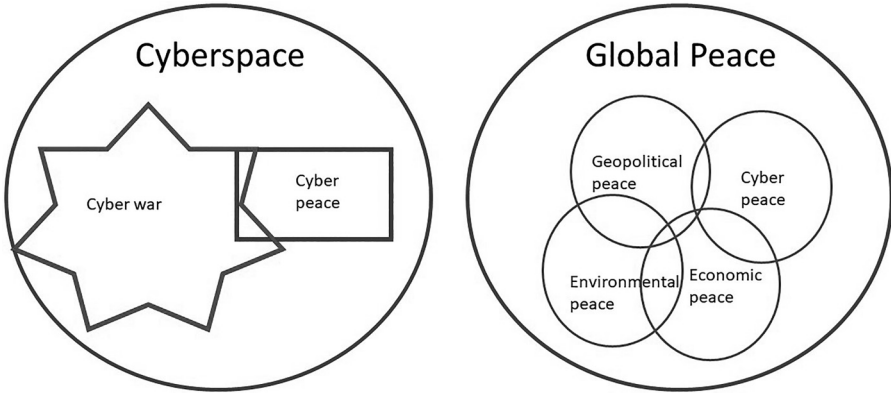 Cyberspace
Cyber war
Cyber
peace
Global Peace
Geopolitical
peace
Cyber
peace
Environmental
peace
Economic
peace